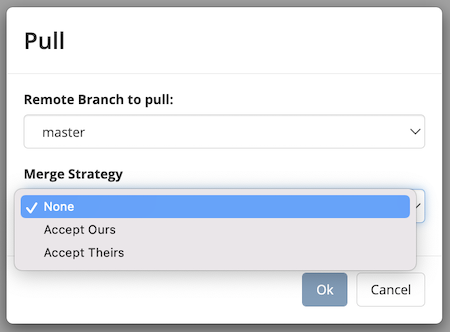 Pull
Remote Branch to pull:
master
Merge Strategy
None
Accept Ours
Accept Theirs
Ok
Cancel